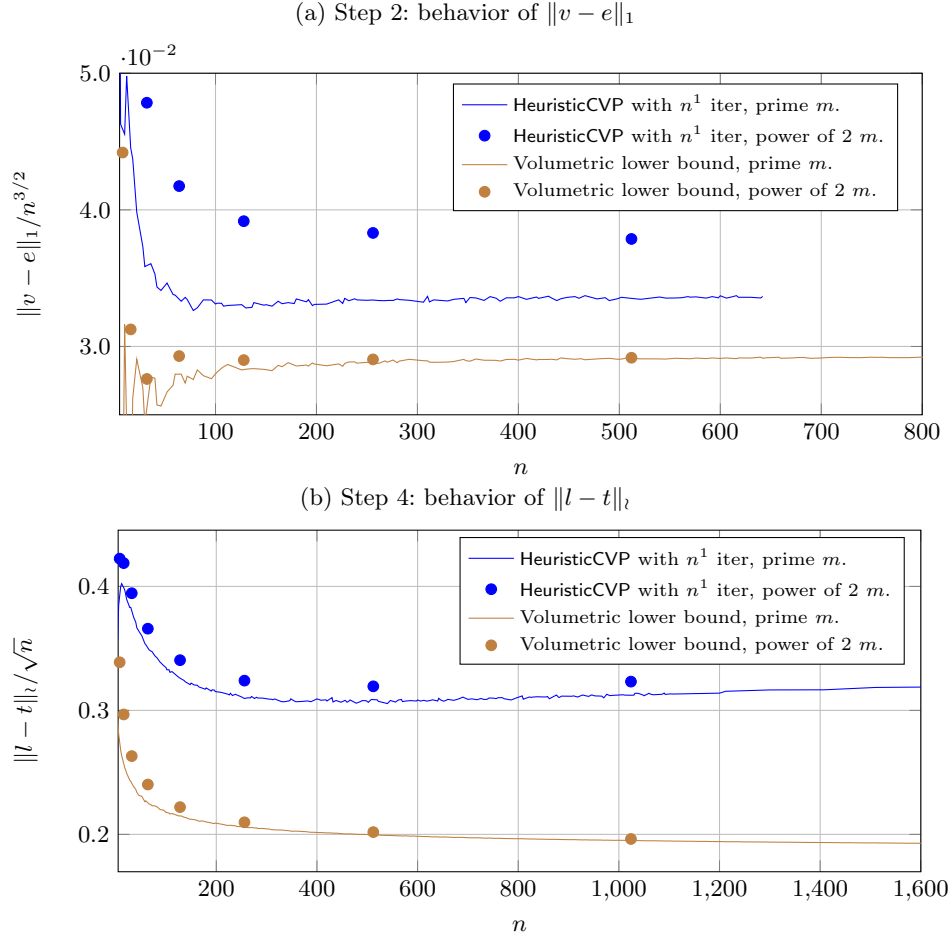 (a) Step 2: behavior of ∥v − e∥₁
·10⁻²
5.0
4.0
3.0
∥v − e∥₁/n^{3/2}
HeuristicCVP with n¹ iter, prime m.
HeuristicCVP with n¹ iter, power of 2 m.
Volumetric lower bound, prime m.
Volumetric lower bound, power of 2 m.
100 200 300 400 500 600 700 800
n
(b) Step 4: behavior of ∥l − t∥≀
0.4
0.3
0.2
∥l − t∥≀/√n
HeuristicCVP with n¹ iter, prime m.
HeuristicCVP with n¹ iter, power of 2 m.
Volumetric lower bound, prime m.
Volumetric lower bound, power of 2 m.
200 400 600 800 1,000 1,200 1,400 1,600
n